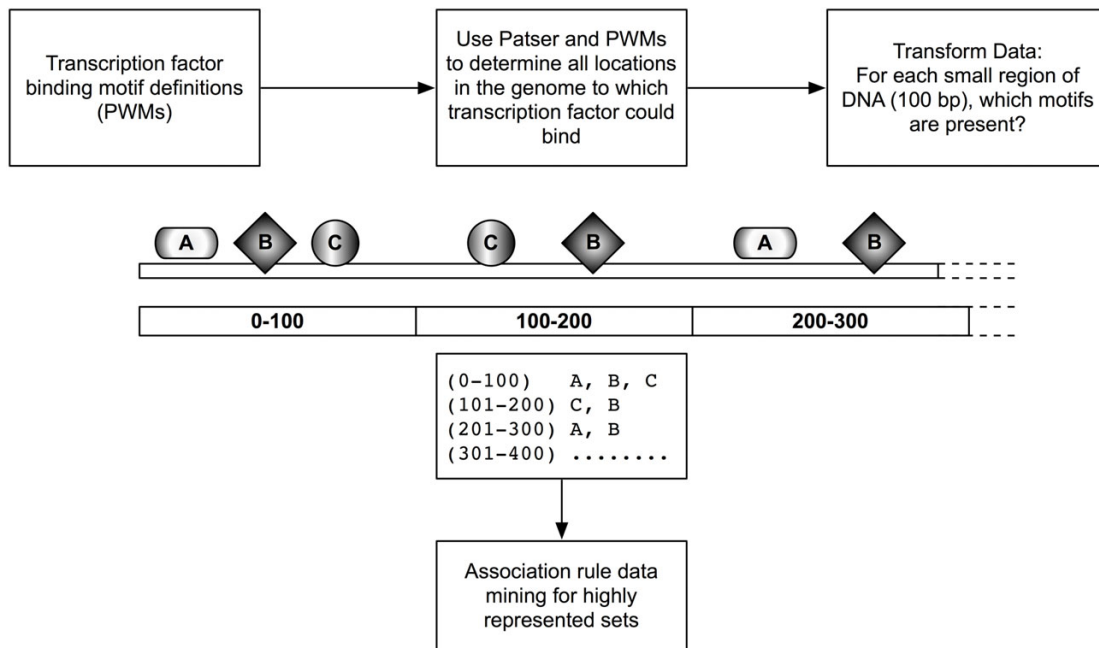 Transcription factor
binding motif definitions
(PWMs)
Use Patser and PWMs
to determine all locations
in the genome to which
transcription factor could
bind
Transform Data:
For each small region of
DNA (100 bp), which motifs
are present?
A B C C B A B
0-100 100-200 200-300
(0-100) A, B, C
(101-200) C, B
(201-300) A, B
(301-400) ........
Association rule data
mining for highly
represented sets